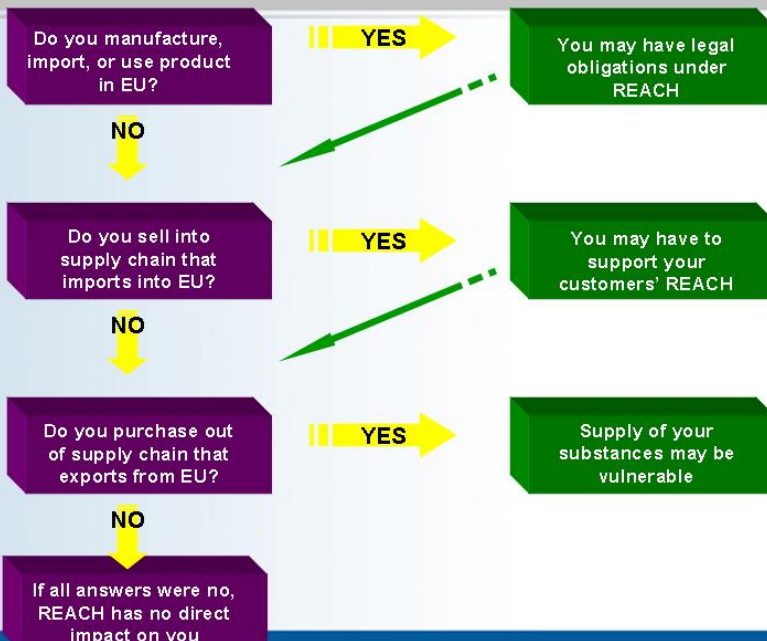 Do you manufacture,
import, or use product
in EU?
YES
You may have legal
obligations under
REACH
NO
Do you sell into
supply chain that
imports into EU?
YES
You may have to
support your
customers' REACH
NO
Do you purchase out
of supply chain that
exports from EU?
YES
Supply of your
substances may be
vulnerable
NO
If all answers were no,
REACH has no direct
impact on you